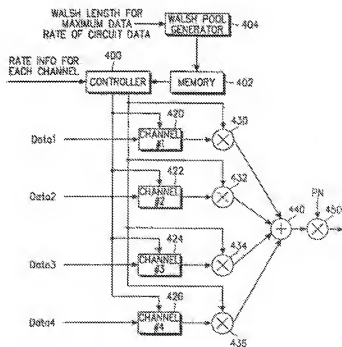 WALSH LENGTH FOR
MAXIMUM DATA
RATE OF CIRCUIT DATA
WALSH POOL
GENERATOR
404
RATE INFO FOR
EACH CHANNEL
400
CONTROLLER
MEMORY
402
420
430
Data1
CHANNEL
#1
422
432
Data2
CHANNEL
#2
440
PN
450
424
434
Data3
CHANNEL
#3
426
Data4
CHANNEL
#4
436